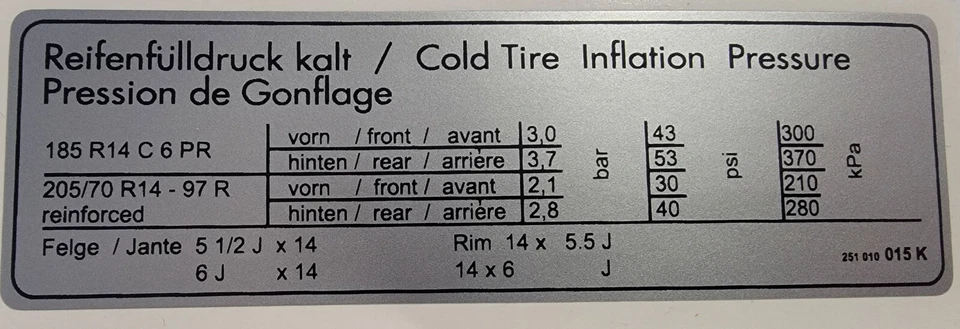 Reifenfülldruck kalt / Cold Tire Inflation Pressure
Pression de Gonflage
185 R14 C 6 PR
vorn / front / avant 3,0 43 300
hinten / rear / arrière 3,7 bar 53 psi 370 kPa
205/70 R14 - 97 R
reinforced
vorn / front / avant 2,1 30 210
hinten / rear / arrière 2,8 40 280
Felge / Jante 5 1/2 J x 14 Rim 14 x 5.5 J
6 J x 14 14 x 6 J
251 010 015 K